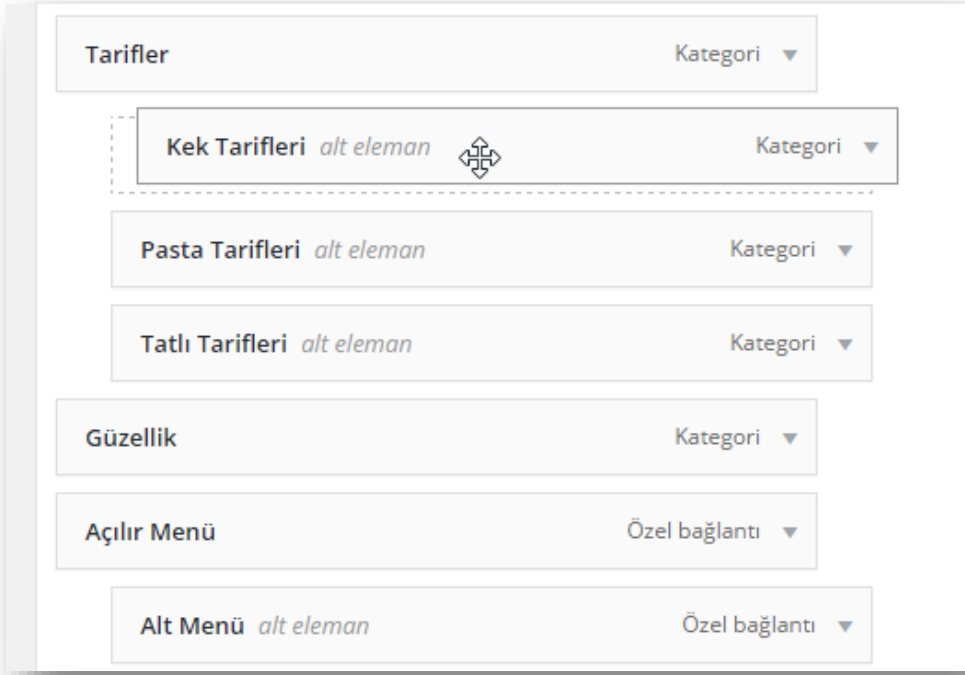 Tarifler Kategori
Kek Tarifleri alt eleman Kategori
Pasta Tarifleri alt eleman Kategori
Tatlı Tarifleri alt eleman Kategori
Güzellik Kategori
Açılır Menü Özel bağlantı
Alt Menü alt eleman Özel bağlantı